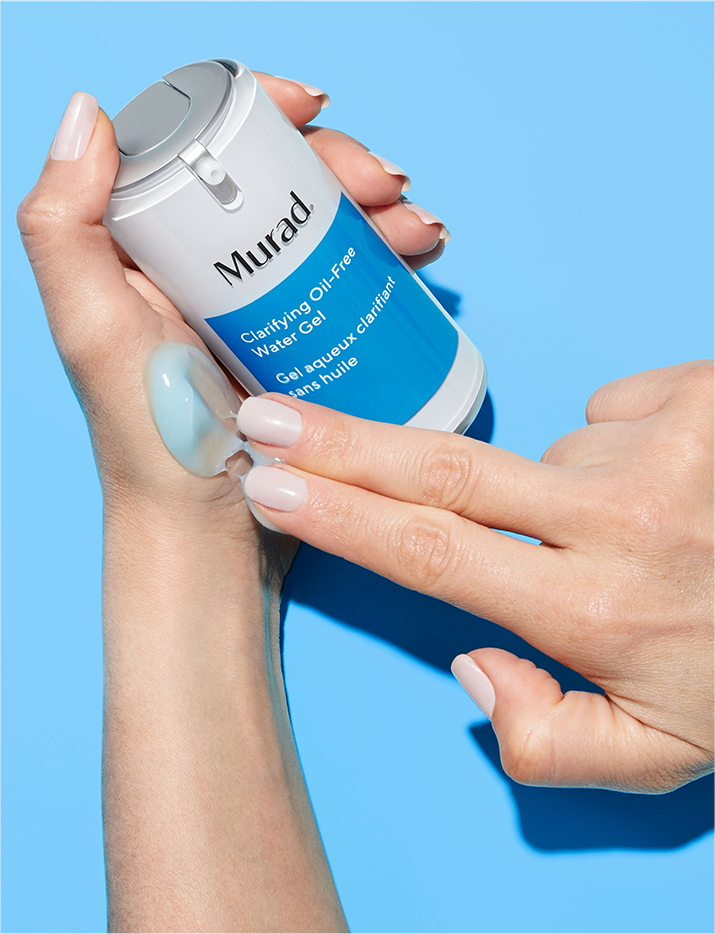 Murad.
Clarifying Oil-Free
Water Gel
Gel aqueux clarifiant
sans huile